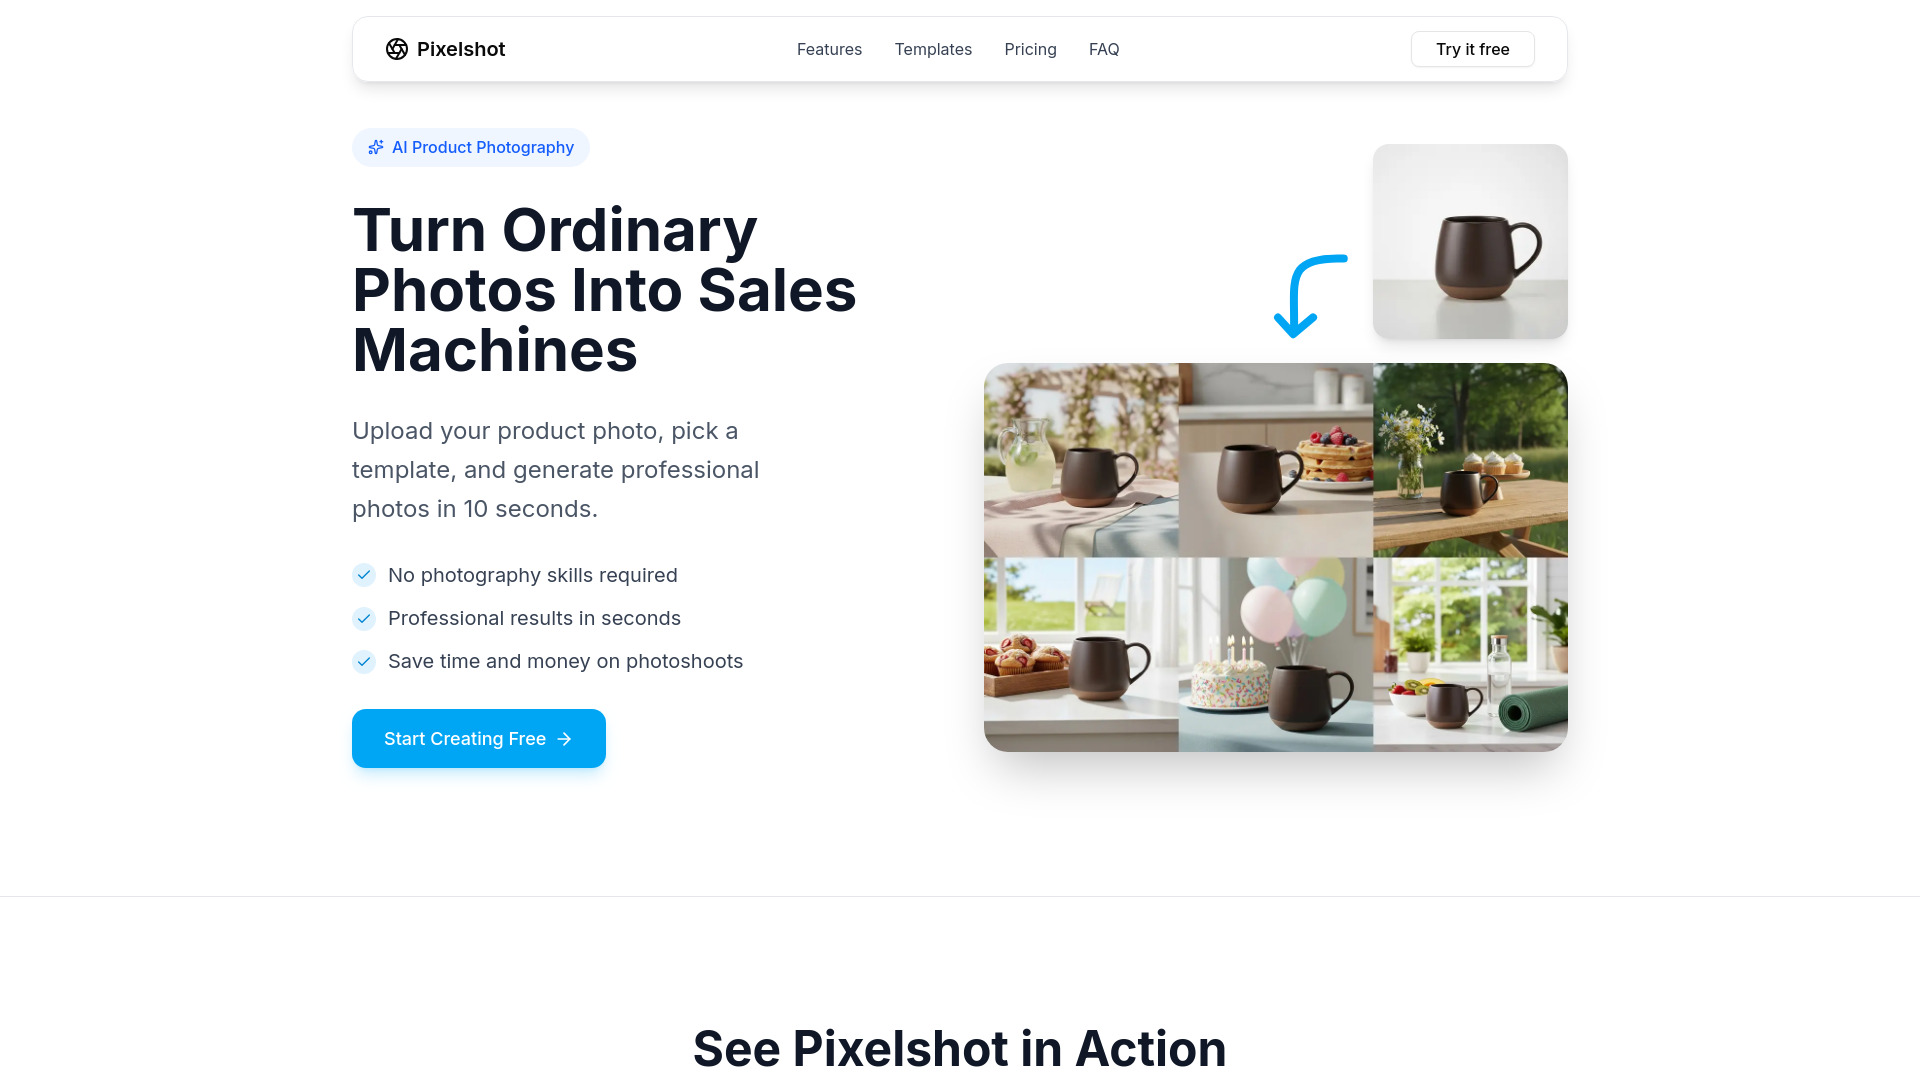 Pixelshot
Features
Templates
Pricing
FAQ
Try it free
AI Product Photography
Turn Ordinary
Photos Into Sales
Machines
Upload your product photo, pick a
template, and generate professional
photos in 10 seconds.
No photography skills required
Professional results in seconds
Save time and money on photoshoots
Start Creating Free
See Pixelshot in Action